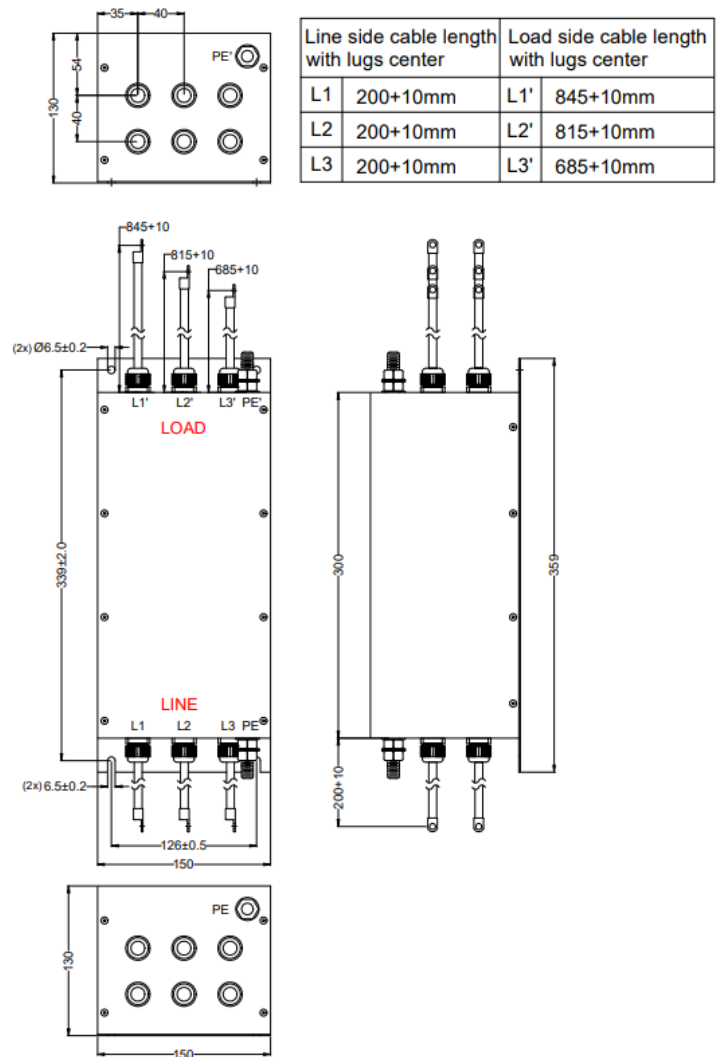 35
40
PE'
54
130
40
Line side cable length with lugs center
Load side cable length with lugs center
L1 200+10mm L1' 845+10mm
L2 200+10mm L2' 815+10mm
L3 200+10mm L3' 685+10mm
845+10
815+10
685+10
(2x) Ø6.5±0.2
L1' L2' L3' PE'
LOAD
339±2.0
300
359
LINE
L1 L2 L3 PE
(2x) 6.5±0.2
200+10
126±0.5
150
PE
130
150